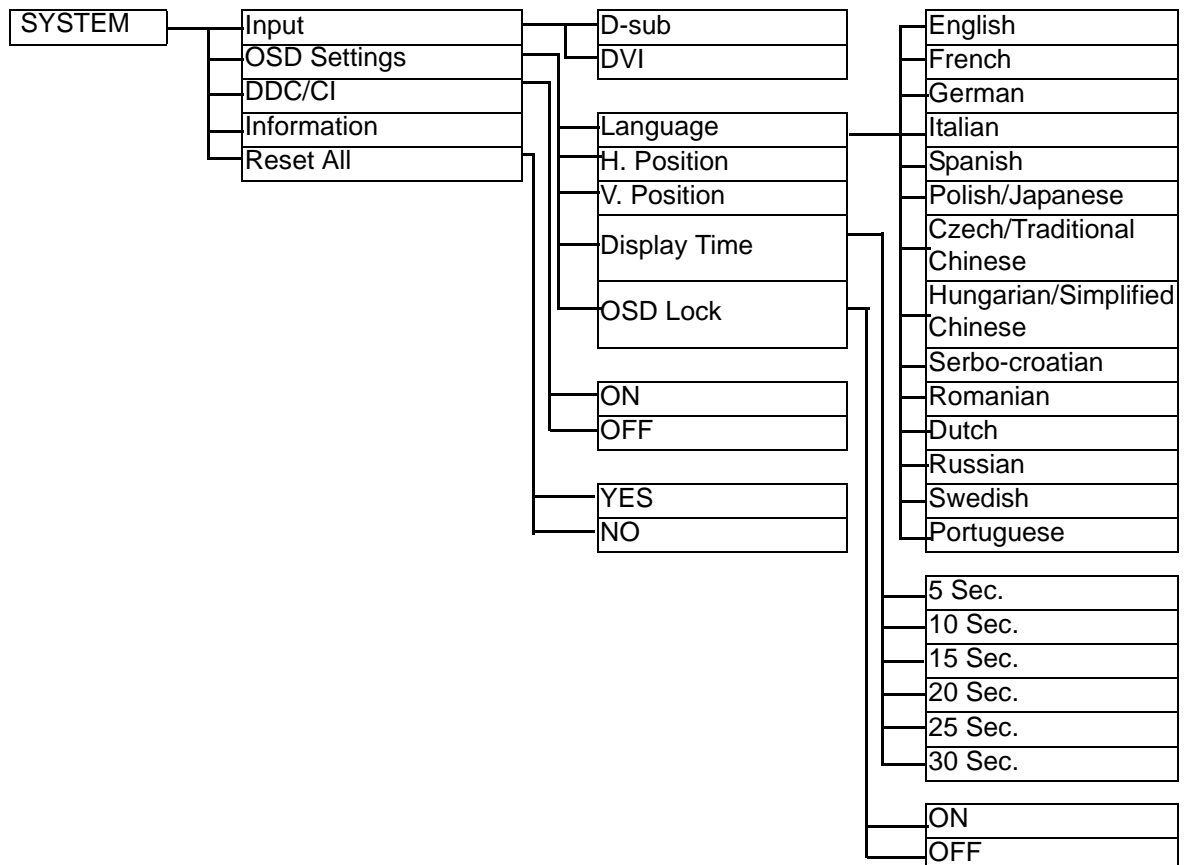 SYSTEM
Input
OSD Settings
DDC/CI
Information
Reset All
D-sub
DVI
Language
H. Position
V. Position
Display Time
OSD Lock
ON
OFF
YES
NO
English
French
German
Italian
Spanish
Polish/Japanese
Czech/Traditional
Chinese
Hungarian/Simplified
Chinese
Serbo-croatian
Romanian
Dutch
Russian
Swedish
Portuguese
5 Sec.
10 Sec.
15 Sec.
20 Sec.
25 Sec.
30 Sec.
ON
OFF